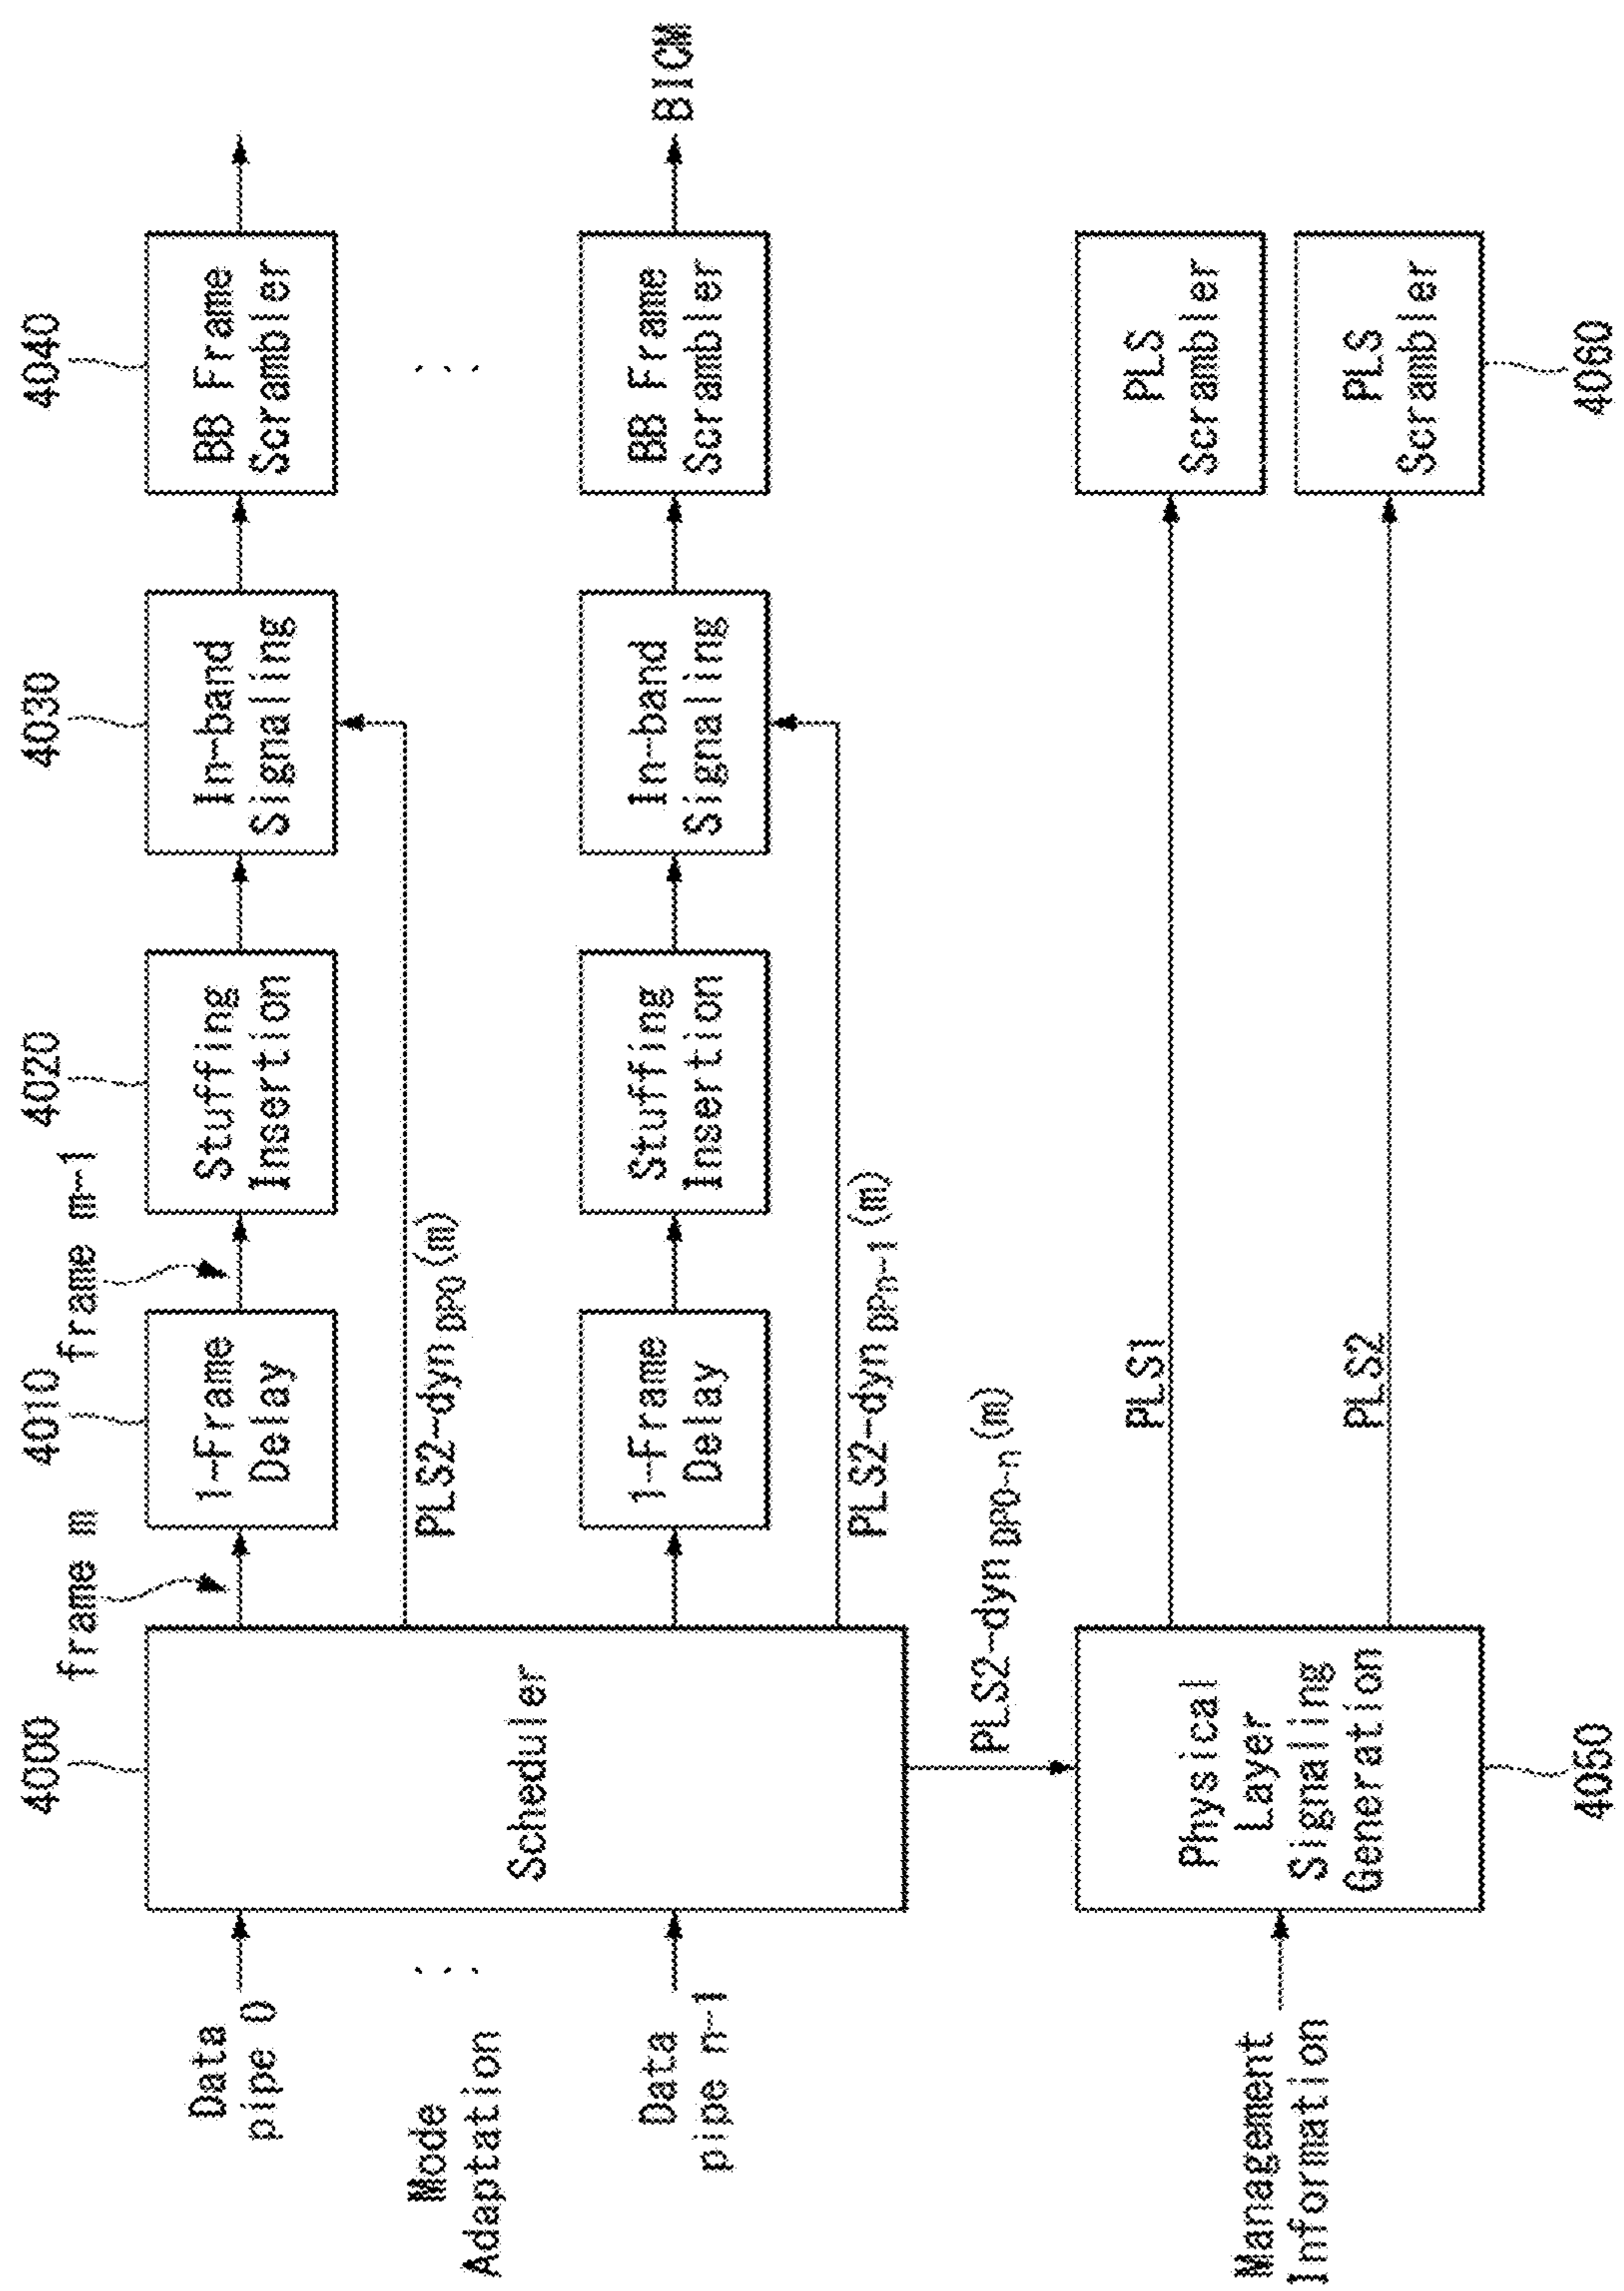 4000
frame m
4010
frame m-1
4020
4030
4040
Data
pipe 0
1-Frame
Delay
Stuffing
Insertion
In-band
Signaling
BB Frame
Scrambler
Mode
Adaptation
Scheduler
PLS2-dyn DP0 (m)
Data
pipe n-1
1-Frame
Delay
Stuffing
Insertion
In-band
Signaling
BB Frame
Scrambler
BICM
PLS2-dyn DPn-1 (m)
PLS2-dyn DP0-n (m)
Management
Information
Physical
Layer
Signaling
Generation
PLS1
PLS
Scrambler
PLS2
PLS
Scrambler
4050
4060